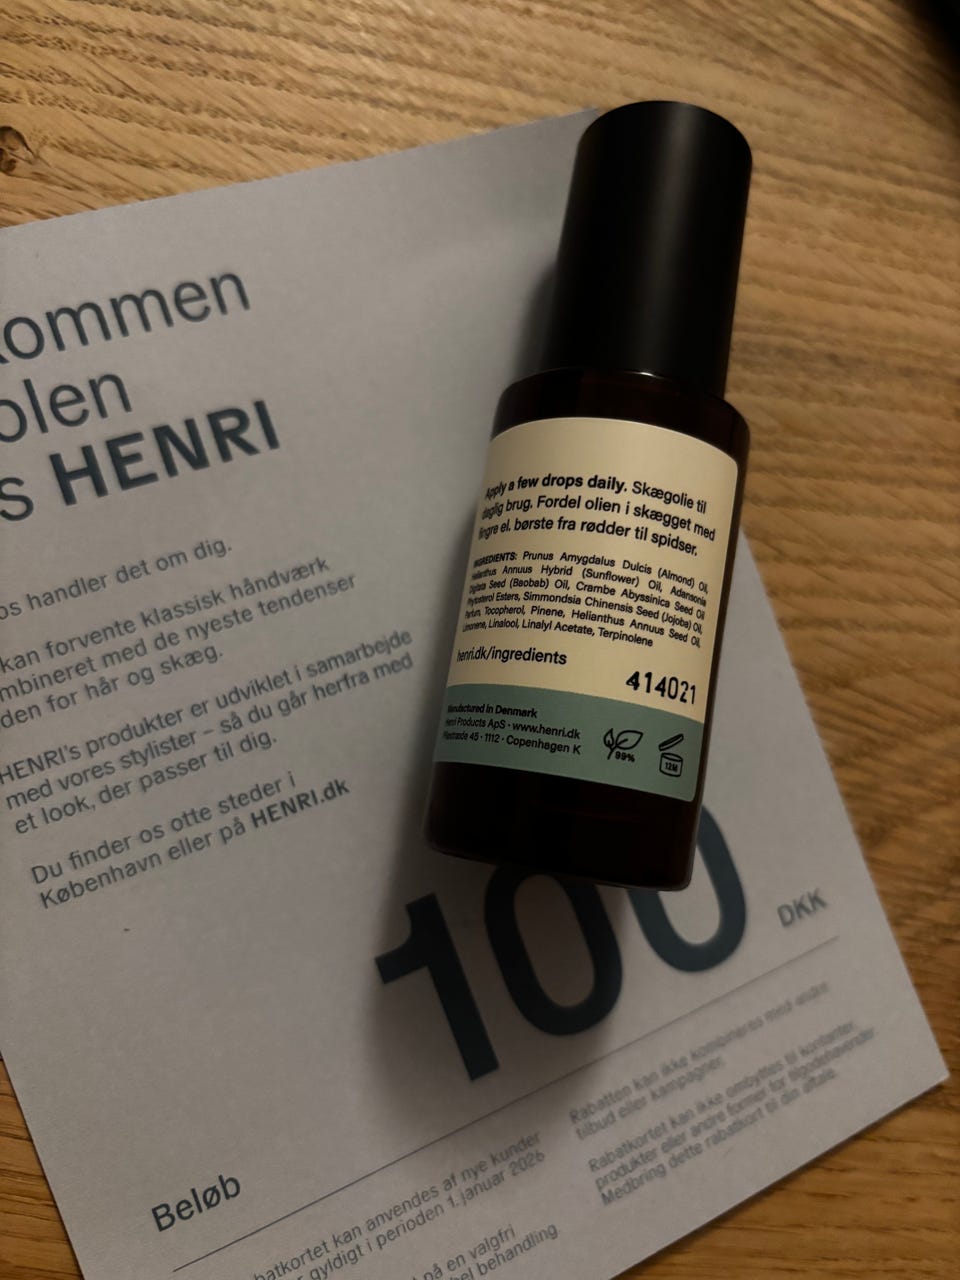 ommen
olen
s HENRI
os handler det om dig.
kan forvente klassisk håndværk
mbineret med de nyeste tendenser
den for hår og skæg.
HENRI's produkter er udviklet i samarbejde
med vores stylister – så du går herfra med
et look, der passer til dig.
Du finder os otte steder i
København eller på HENRI.dk
100
DKK
Beløb
batkortet kan anvendes af nye kunder
r gyldigt i perioden 1. januar 2026
på en valgfri
bel behandling.
Rabatten kan ikke kombineres med andre
tilbud eller kampagner.
Rabatkortet kan ikke ombyttes til kontanter,
produkter eller andre former for tilgodehavender.
Medbring dette rabatkort til din aftale.
Apply a few drops daily. Skægolie til
daglig brug. Fordel olien i skægget med
fingre el. børste fra rødder til spidser.
INGREDIENTS: Prunus Amygdalus Dulcis (Almond) Oil,
Helianthus Annuus Hybrid (Sunflower) Oil, Adansonia
Digitata Seed (Baobab) Oil, Crambe Abyssinica Seed Oil
Phytosterol Esters, Simmondsia Chinensis Seed (Jojoba) Oil,
Parfum, Tocopherol, Pinene, Helianthus Annuus Seed Oil,
Limonene, Linalool, Linalyl Acetate, Terpinolene
henri.dk/ingredients
414021
Manufactured in Denmark
Henri Products ApS · www.henri.dk
Pilestræde 45 · 1112 · Copenhagen K
99%
12M